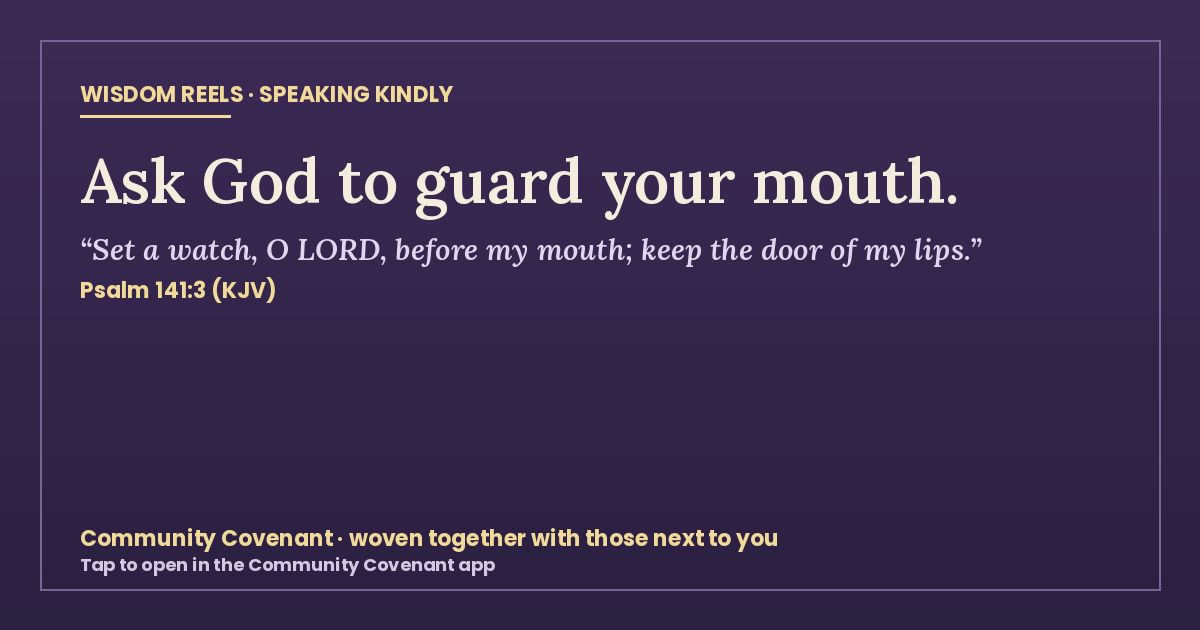 WISDOM REELS · SPEAKING KINDLY
Ask God to guard your mouth.
“Set a watch, O LORD, before my mouth; keep the door of my lips.”
Psalm 141:3 (KJV)
Community Covenant · woven together with those next to you
Tap to open in the Community Covenant app